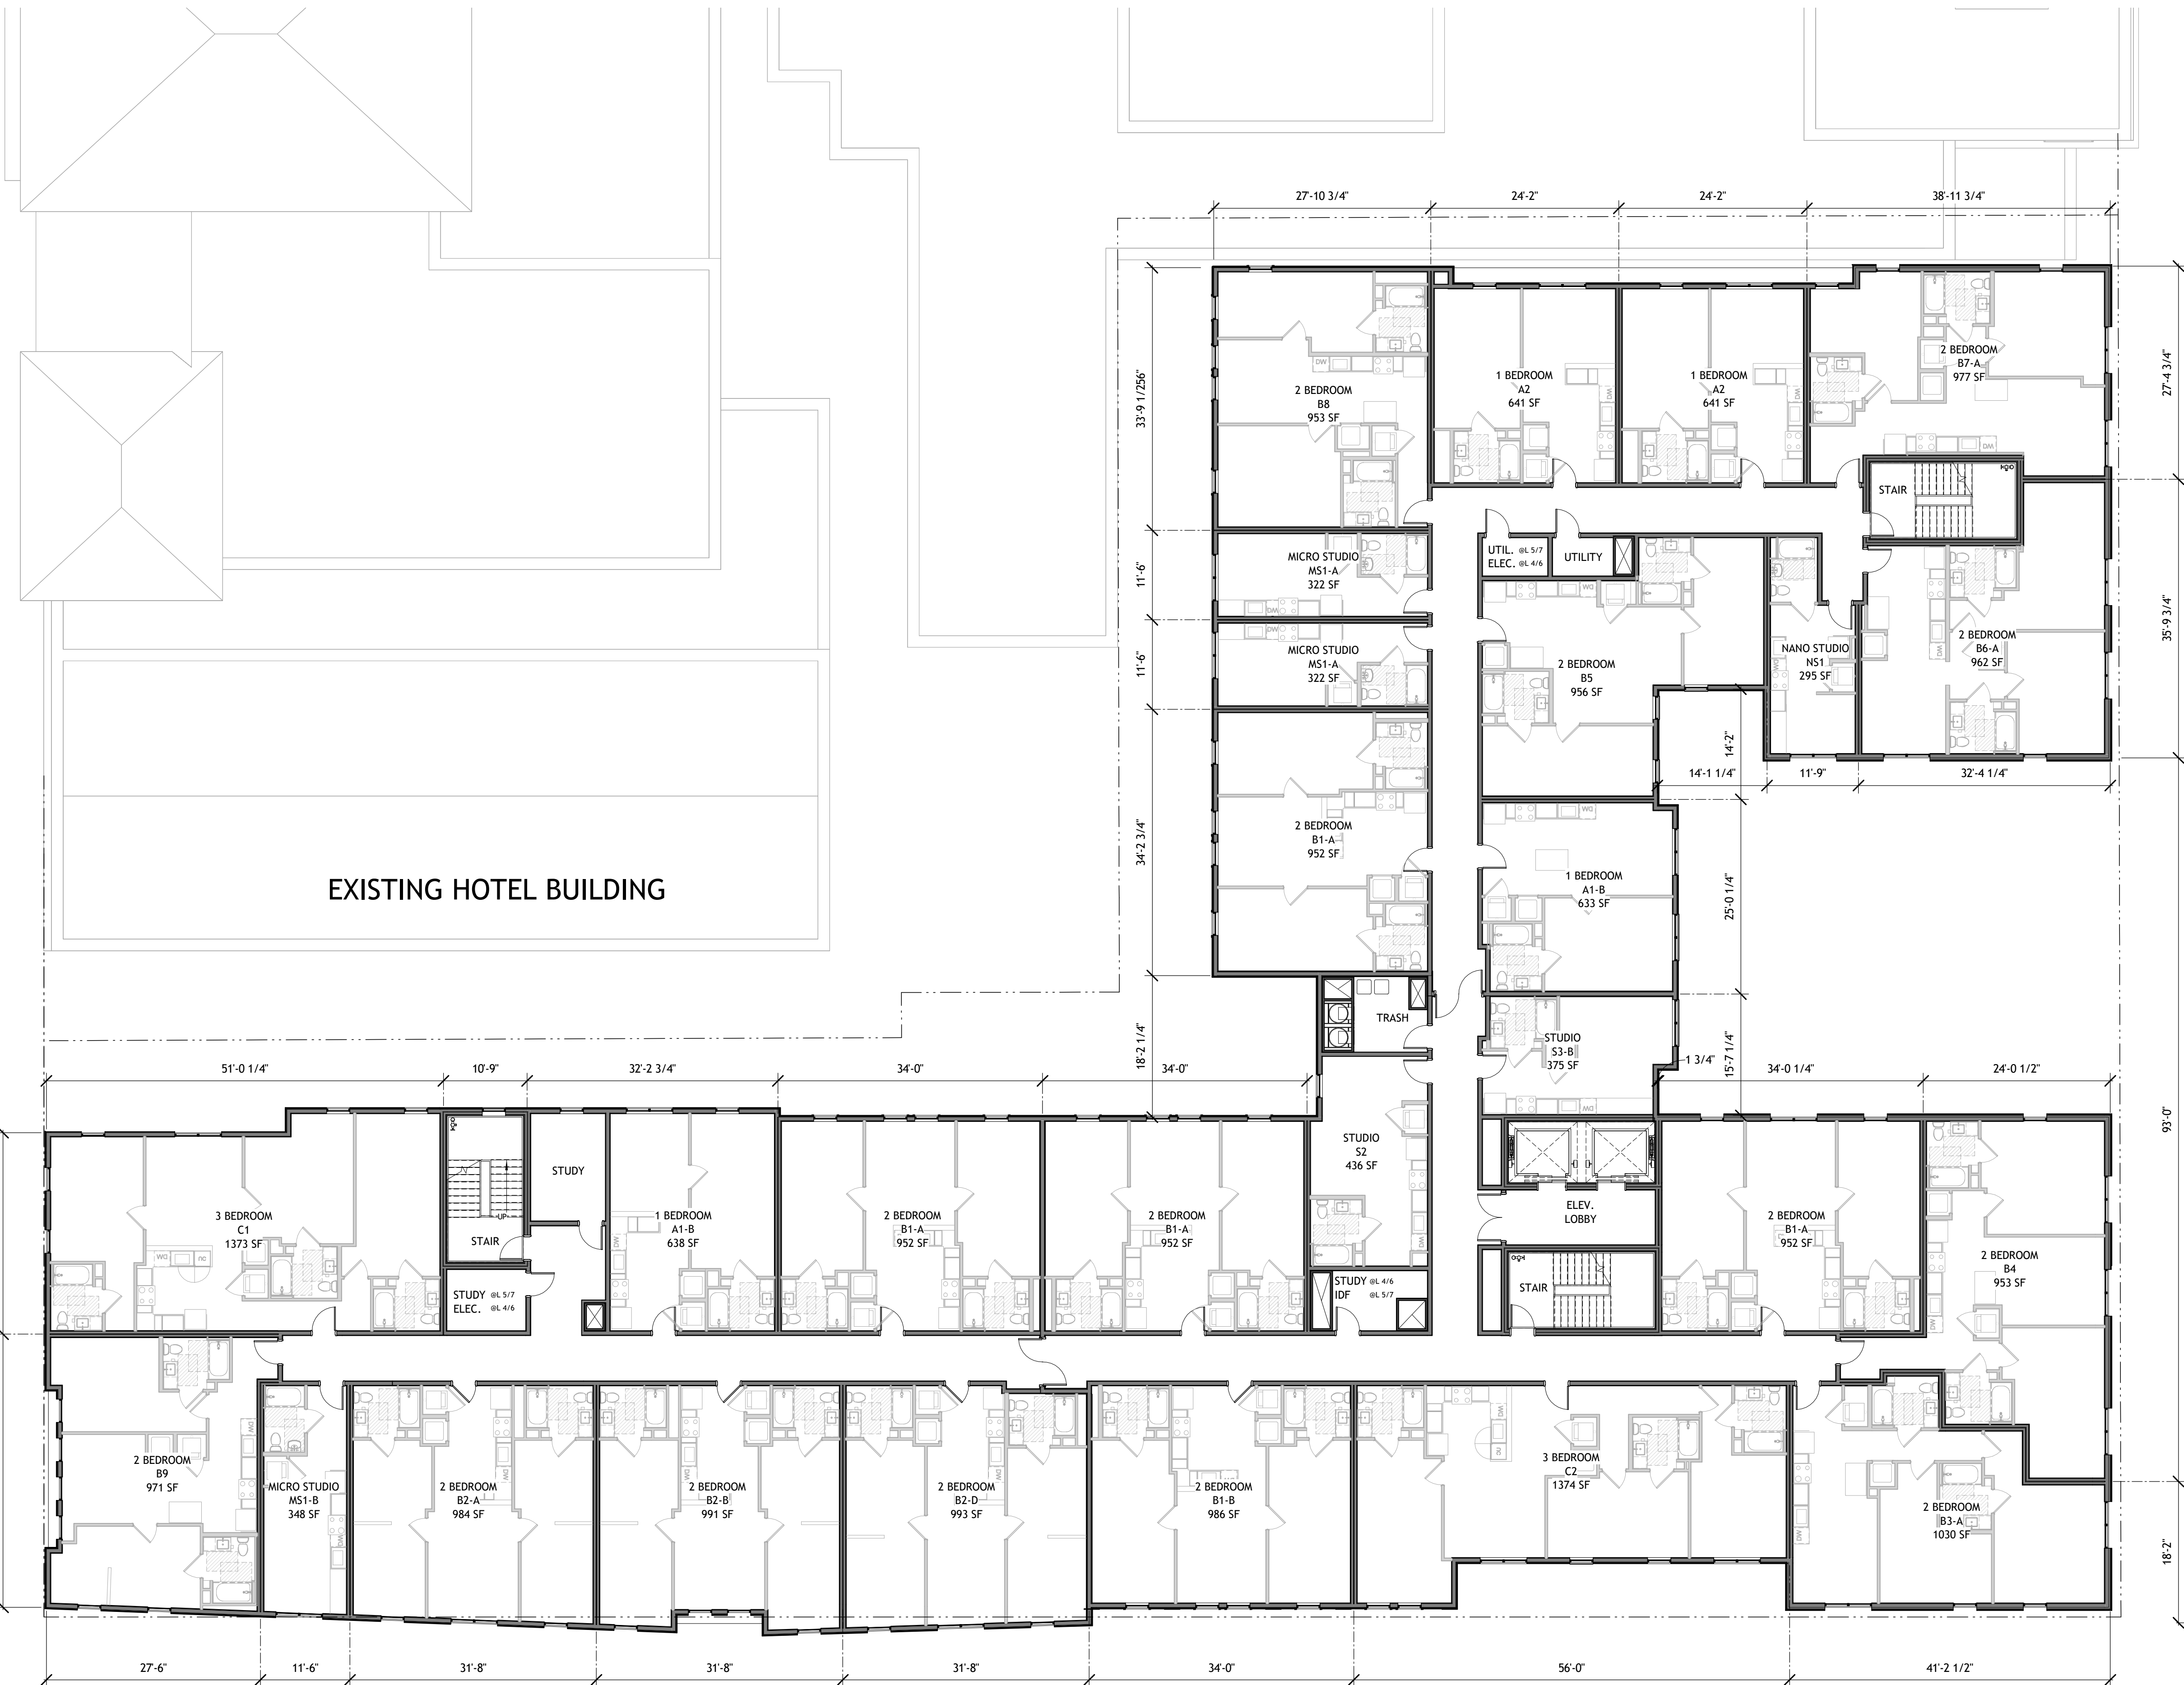 27'-10 3/4"
24'-2"
24'-2"
38'-11 3/4"
33'-9 1/256"
11'-6"
11'-6"
34'-2 3/4"
18'-2 1/4"
27'-4 3/4"
35'-9 3/4"
93'-0"
18'-2"
2 BEDROOM
B8
953 SF
1 BEDROOM
A2
641 SF
1 BEDROOM
A2
641 SF
2 BEDROOM
B7-A
977 SF
STAIR
UTIL. @L 5/7
ELEC. @L 4/6
UTILITY
MICRO STUDIO
MS1-A
322 SF
MICRO STUDIO
MS1-A
322 SF
2 BEDROOM
B5
956 SF
NANO STUDIO
NS1
295 SF
2 BEDROOM
B6-A
962 SF
14'-2"
14'-1 1/4"
11'-9"
32'-4 1/4"
2 BEDROOM
B1-A
952 SF
1 BEDROOM
A1-B
633 SF
25'-0 1/4"
EXISTING HOTEL BUILDING
TRASH
STUDIO
S3-B
375 SF
1 3/4"
15'-7 1/4"
51'-0 1/4"
10'-9"
32'-2 3/4"
34'-0"
34'-0"
34'-0 1/4"
24'-0 1/2"
3 BEDROOM
C1
1373 SF
UP
STAIR
STUDY
STUDY @L 5/7
ELEC. @L 4/6
1 BEDROOM
A1-B
638 SF
2 BEDROOM
B1-A
952 SF
2 BEDROOM
B1-A
952 SF
STUDIO
S2
436 SF
STUDY @L 4/6
IDF @L 5/7
ELEV.
LOBBY
STAIR
2 BEDROOM
B1-A
952 SF
2 BEDROOM
B4
953 SF
2 BEDROOM
B9
971 SF
MICRO STUDIO
MS1-B
348 SF
2 BEDROOM
B2-A
984 SF
2 BEDROOM
B2-B
991 SF
2 BEDROOM
B2-D
993 SF
2 BEDROOM
B1-B
986 SF
3 BEDROOM
C2
1374 SF
2 BEDROOM
B3-A
1030 SF
27'-6"
11'-6"
31'-8"
31'-8"
31'-8"
34'-0"
56'-0"
41'-2 1/2"